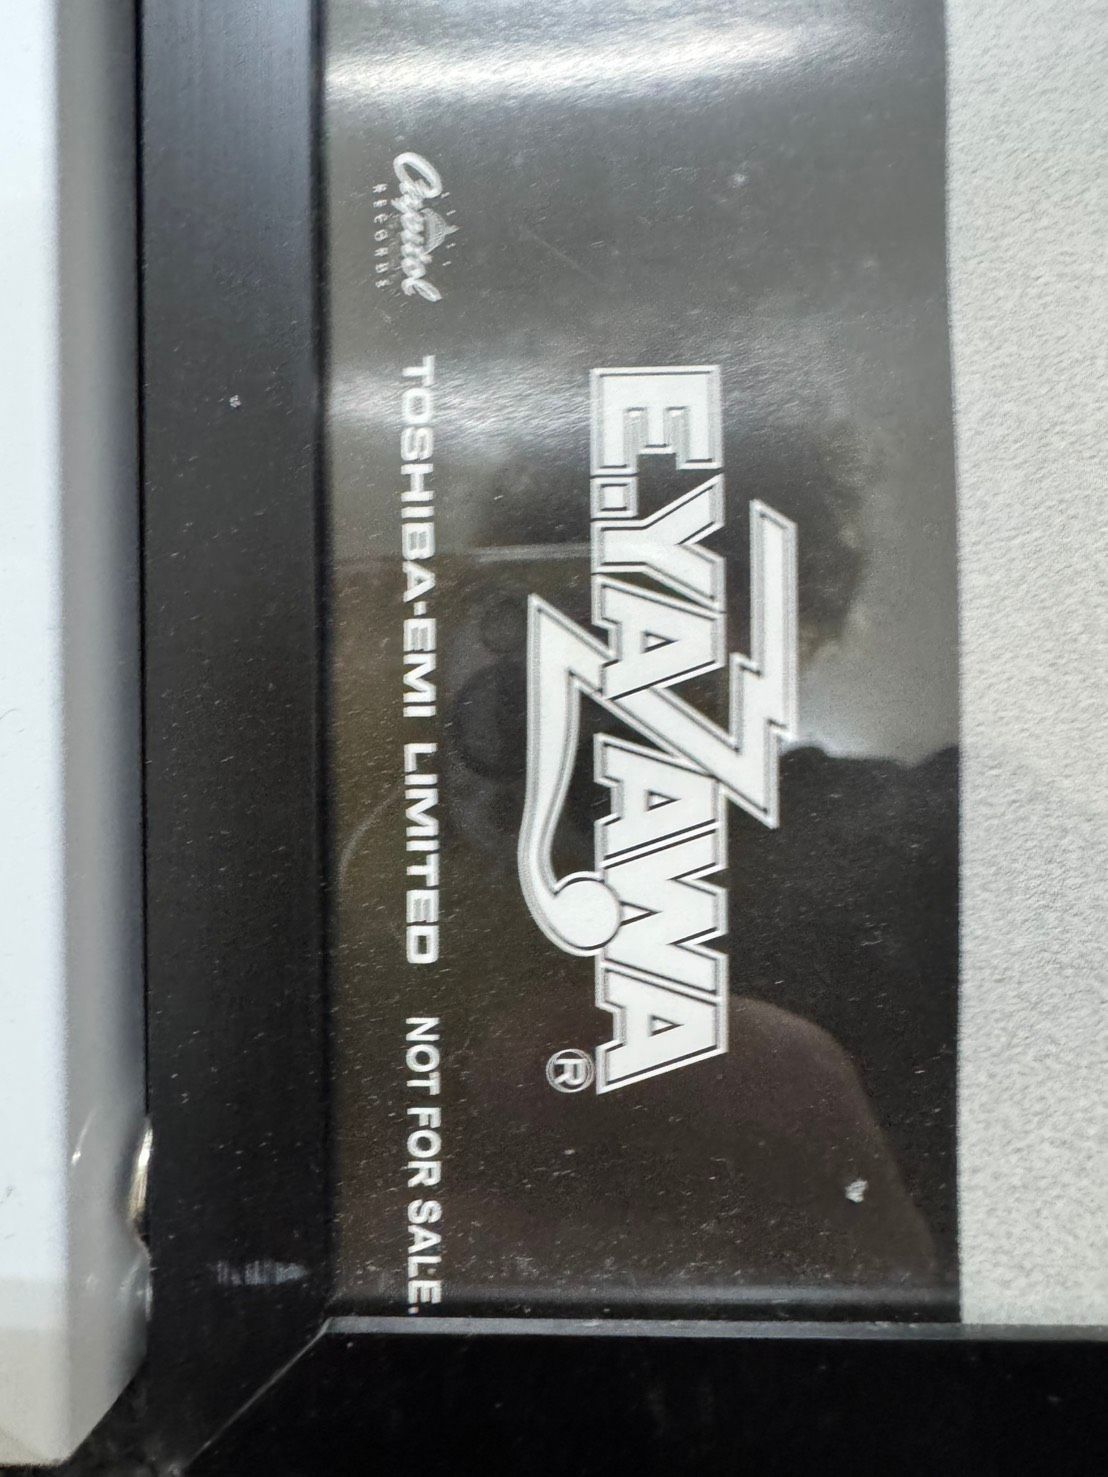 E.YAZAWA®
Capitol
RECORDS
TOSHIBA-EMI LIMITED NOT FOR SALE.